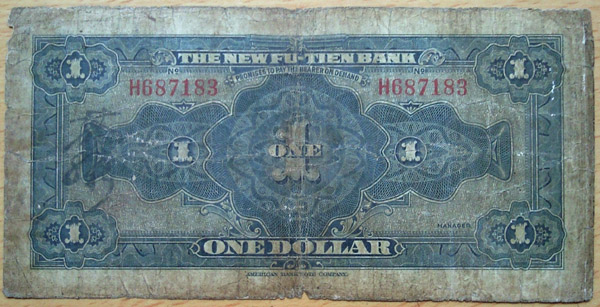 THE NEW FU-TIEN BANK
No No
PROMISES TO PAY THE BEARER ON DEMAND
H687183 H687183
1 1
1 ONE 1
1 1
MANAGER
ONE DOLLAR
AMERICAN BANK NOTE COMPANY.